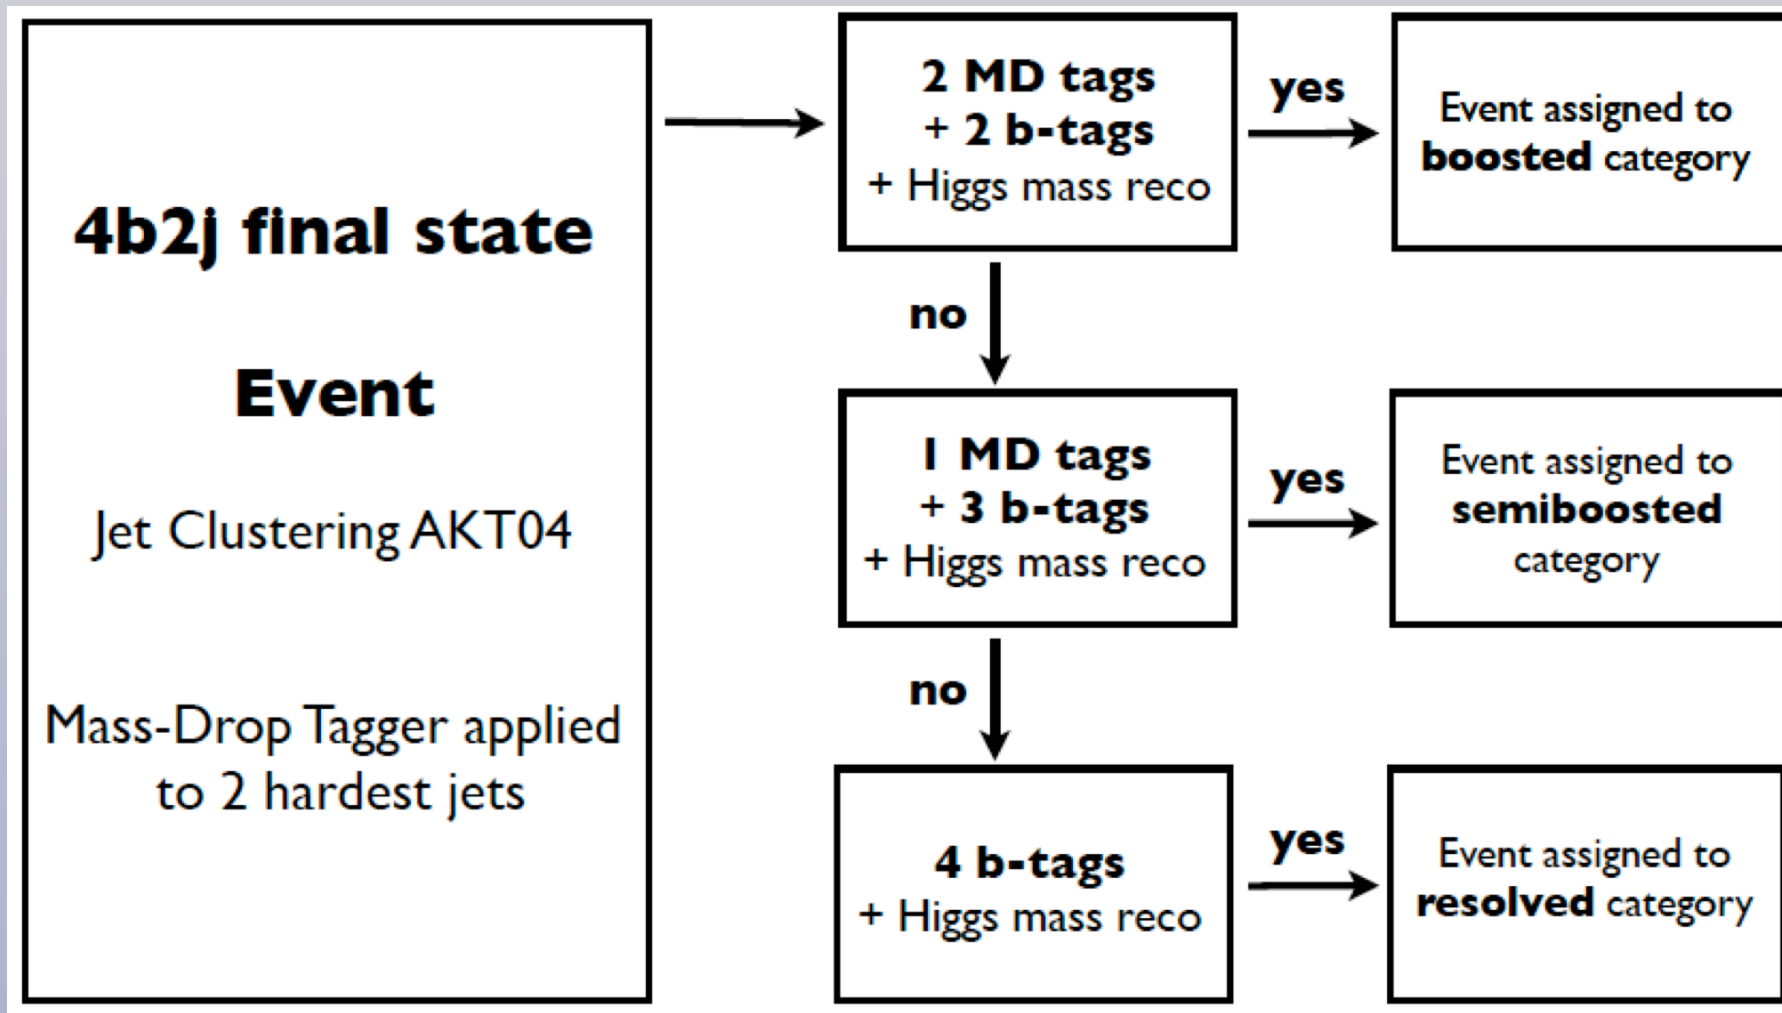 4b2j final state
Event
Jet Clustering AKT04
Mass-Drop Tagger applied
to 2 hardest jets
2 MD tags
+ 2 b-tags
+ Higgs mass reco
yes
Event assigned to
boosted category
no
1 MD tags
+ 3 b-tags
+ Higgs mass reco
yes
Event assigned to
semiboosted
category
no
4 b-tags
+ Higgs mass reco
yes
Event assigned to
resolved category